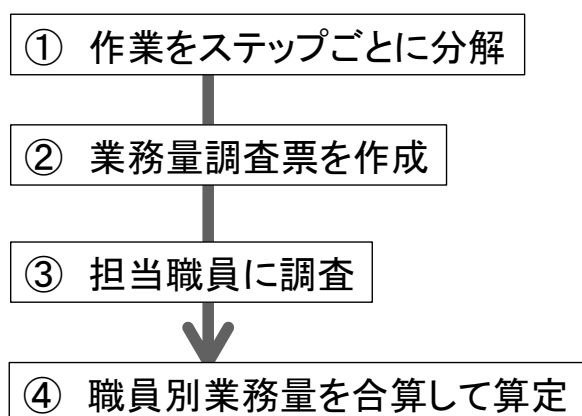 ① 作業をステップごとに分解
② 業務量調査票を作成
③ 担当職員に調査
④ 職員別業務量を合算して算定